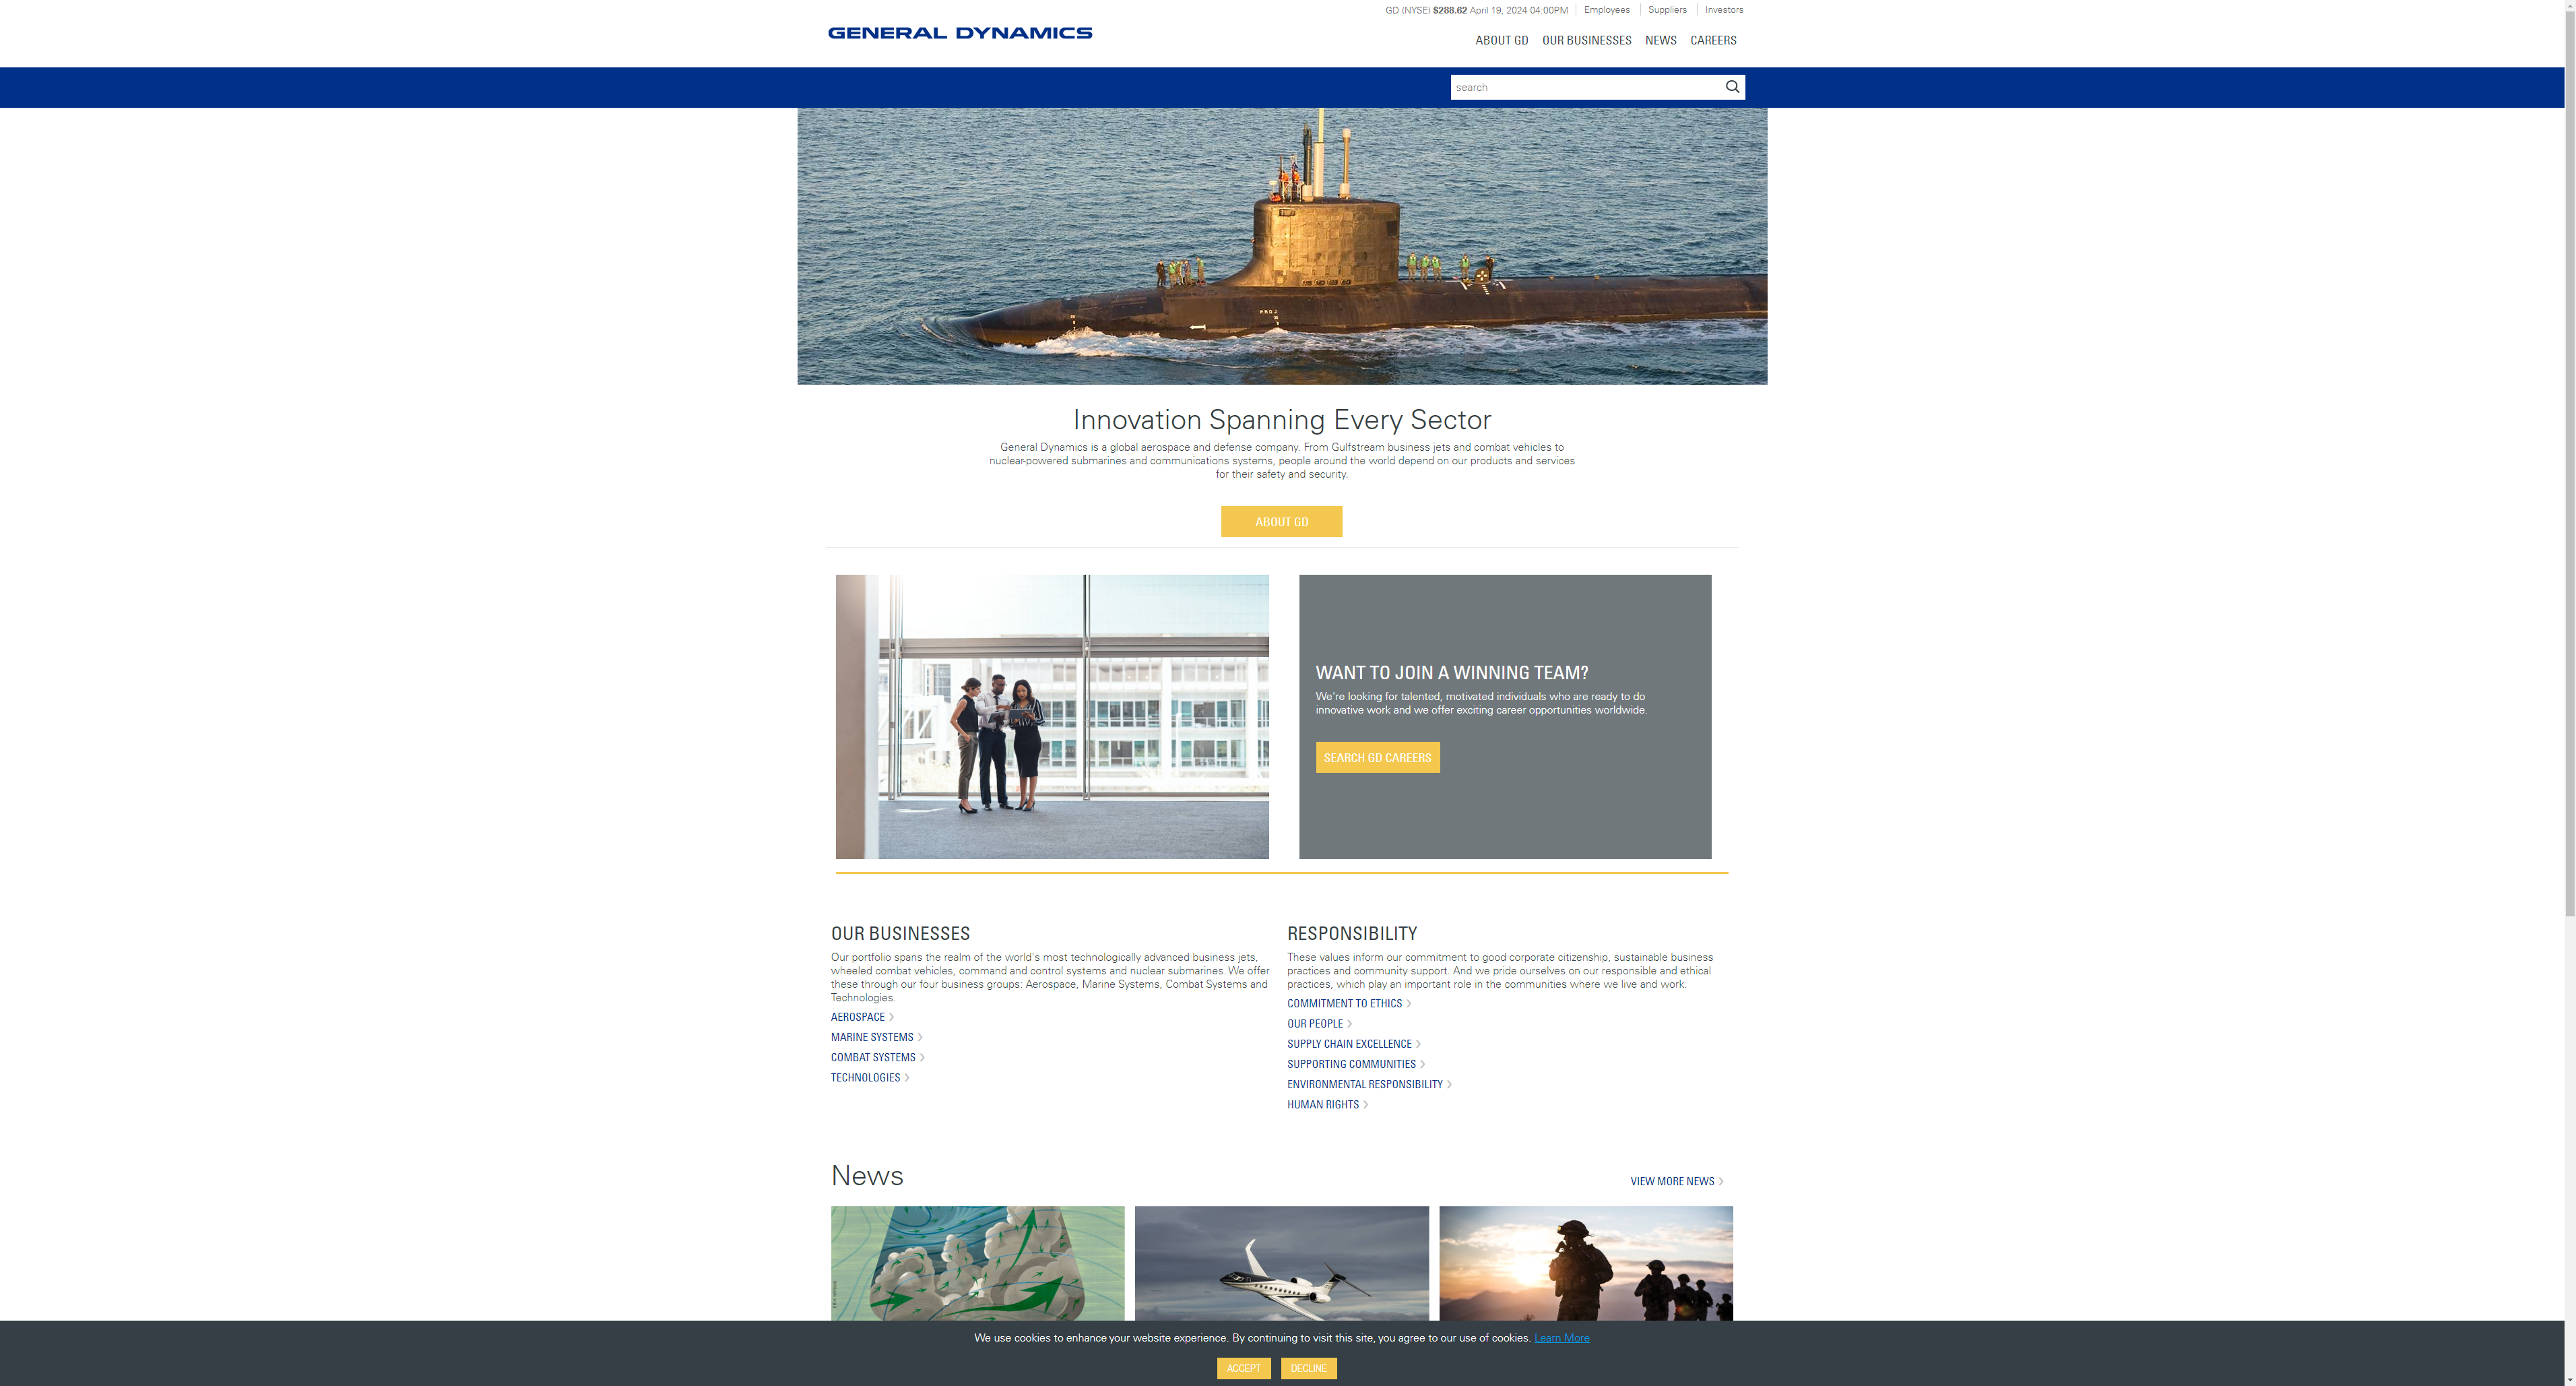 GD (NYSE) $288.62 April 19, 2024 04:00PM
Employees
Suppliers
Investors
GENERAL DYNAMICS
ABOUT GD
OUR BUSINESSES
NEWS
CAREERS
search
Innovation Spanning Every Sector
General Dynamics is a global aerospace and defense company. From Gulfstream business jets and combat vehicles to
nuclear-powered submarines and communications systems, people around the world depend on our products and services
for their safety and security.
ABOUT GD
WANT TO JOIN A WINNING TEAM?
We're looking for talented, motivated individuals who are ready to do
innovative work and we offer exciting career opportunities worldwide.
SEARCH GD CAREERS
OUR BUSINESSES
Our portfolio spans the realm of the world's most technologically advanced business jets,
wheeled combat vehicles, command and control systems and nuclear submarines. We offer
these through our four business groups: Aerospace, Marine Systems, Combat Systems and
Technologies.
AEROSPACE
MARINE SYSTEMS
COMBAT SYSTEMS
TECHNOLOGIES
RESPONSIBILITY
These values inform our commitment to good corporate citizenship, sustainable business
practices and community support. And we pride ourselves on our responsible and ethical
practices, which play an important role in the communities where we live and work.
COMMITMENT TO ETHICS
OUR PEOPLE
SUPPLY CHAIN EXCELLENCE
SUPPORTING COMMUNITIES
ENVIRONMENTAL RESPONSIBILITY
HUMAN RIGHTS
News
VIEW MORE NEWS
We use cookies to enhance your website experience. By continuing to visit this site, you agree to our use of cookies. Learn More
ACCEPT
DECLINE